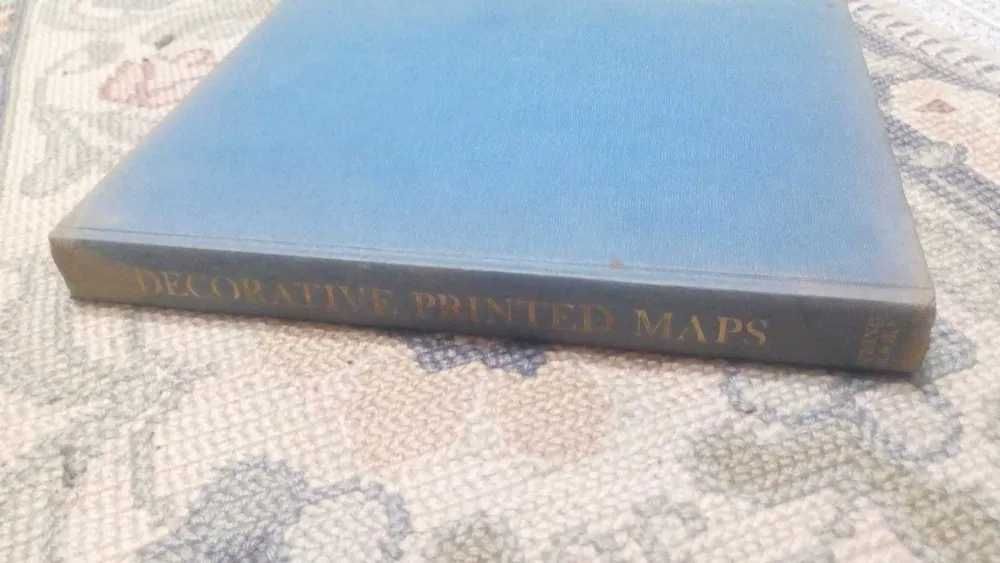 DECORATIVE PRINTED MAPS